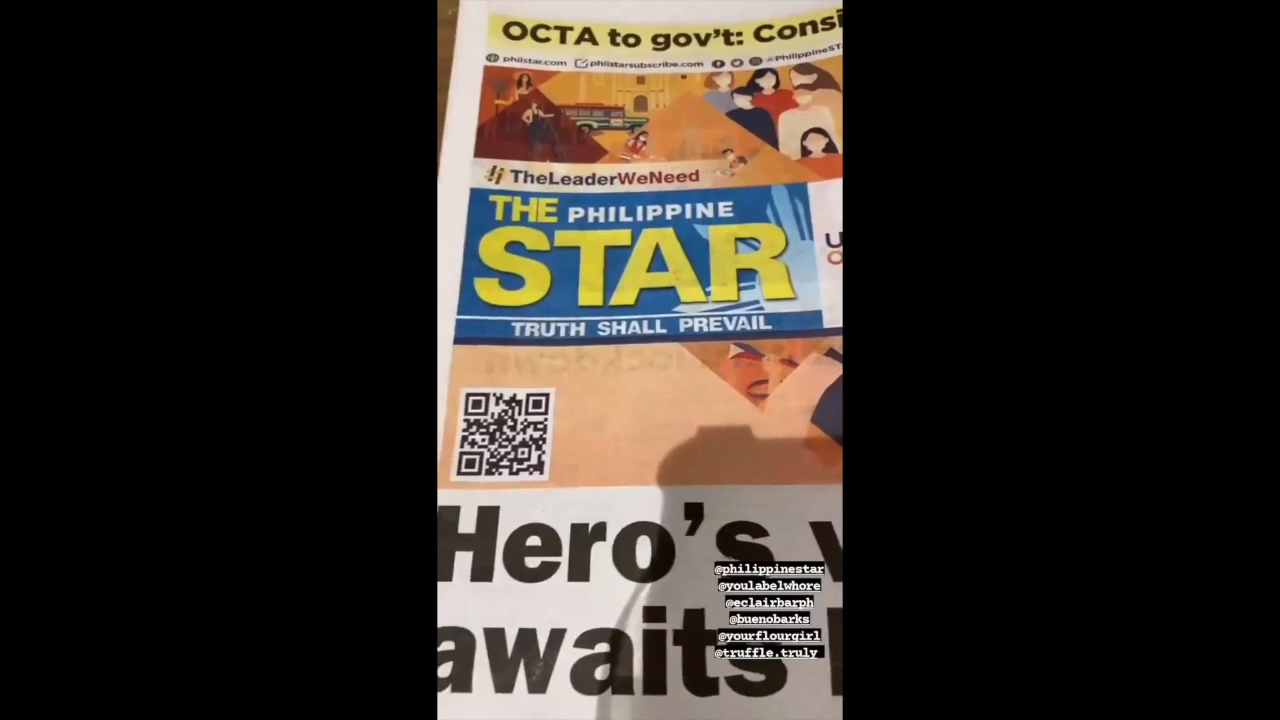 OCTA to gov't: Consi
philstar.com philstarsubscribe.com @PhilippineST
TheLeaderWeNeed
THE PHILIPPINE
STAR
TRUTH SHALL PREVAIL
Hero's
awaits
@philippinestar
@youlabelwhore
@eclairbarph
@buenobarks
@yourflourgirl
@truffle.truly